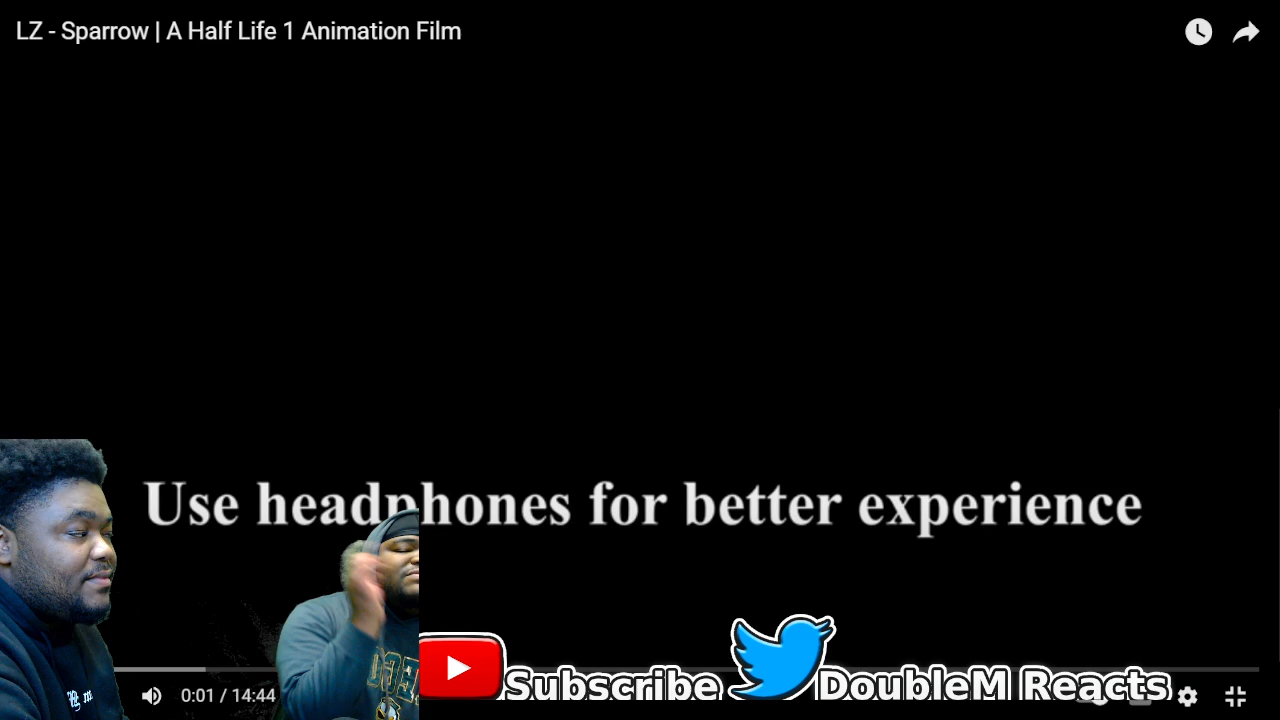 LZ - Sparrow | A Half Life 1 Animation Film
Use headphones for better experience
0:01 / 14:44
Subscribe
DoubleM Reacts